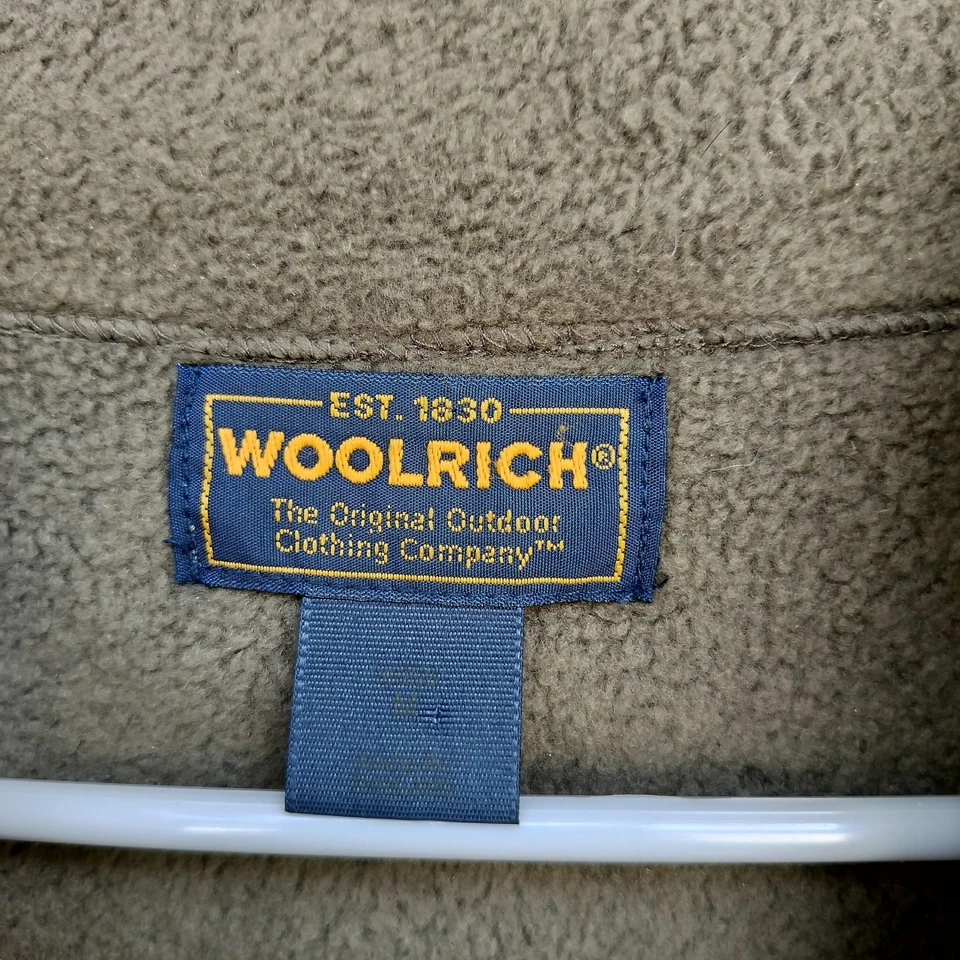 EST. 1830
WOOLRICH®
The Original Outdoor
Clothing Company™
M